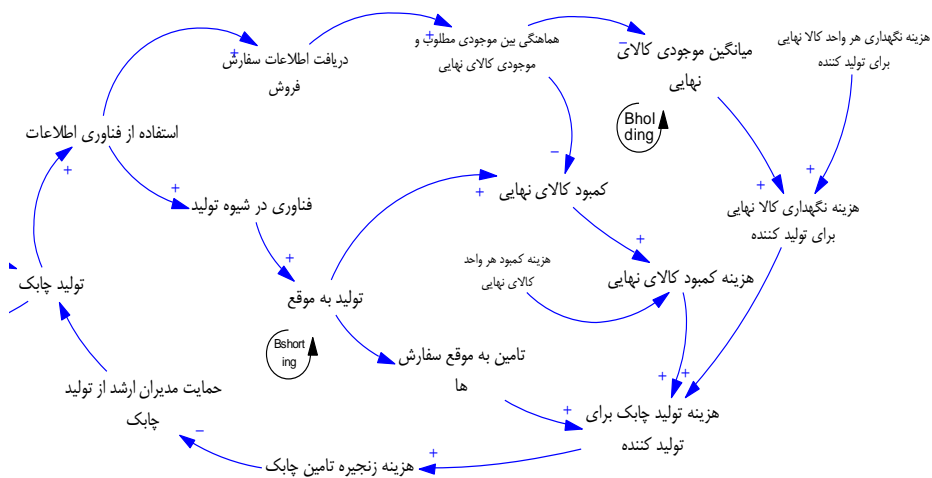 هماهنگی بین موجودی مطلوب و
موجودی کالای نهایی
هزینه نگهداری هر واحد کالا نهایی
برای تولید کننده
میانگین موجودی کالای
نهایی
دریافت اطلاعات سفارش
فروش
Bhol
ding
استفاده از فناوری اطلاعات
کمبود کالای نهایی
فناوری در شیوه تولید
هزینه نگهداری کالا نهایی
برای تولید کننده
هزینه کمبود هر واحد
کالای نهایی
هزینه کمبود کالای نهایی
تولید چابک
تولید به موقع
Bshort
ing
تامین به موقع سفارش
ها
حمایت مدیران ارشد از تولید
چابک
هزینه تولید چابک برای
تولید کننده
هزینه زنجیره تامین چابک